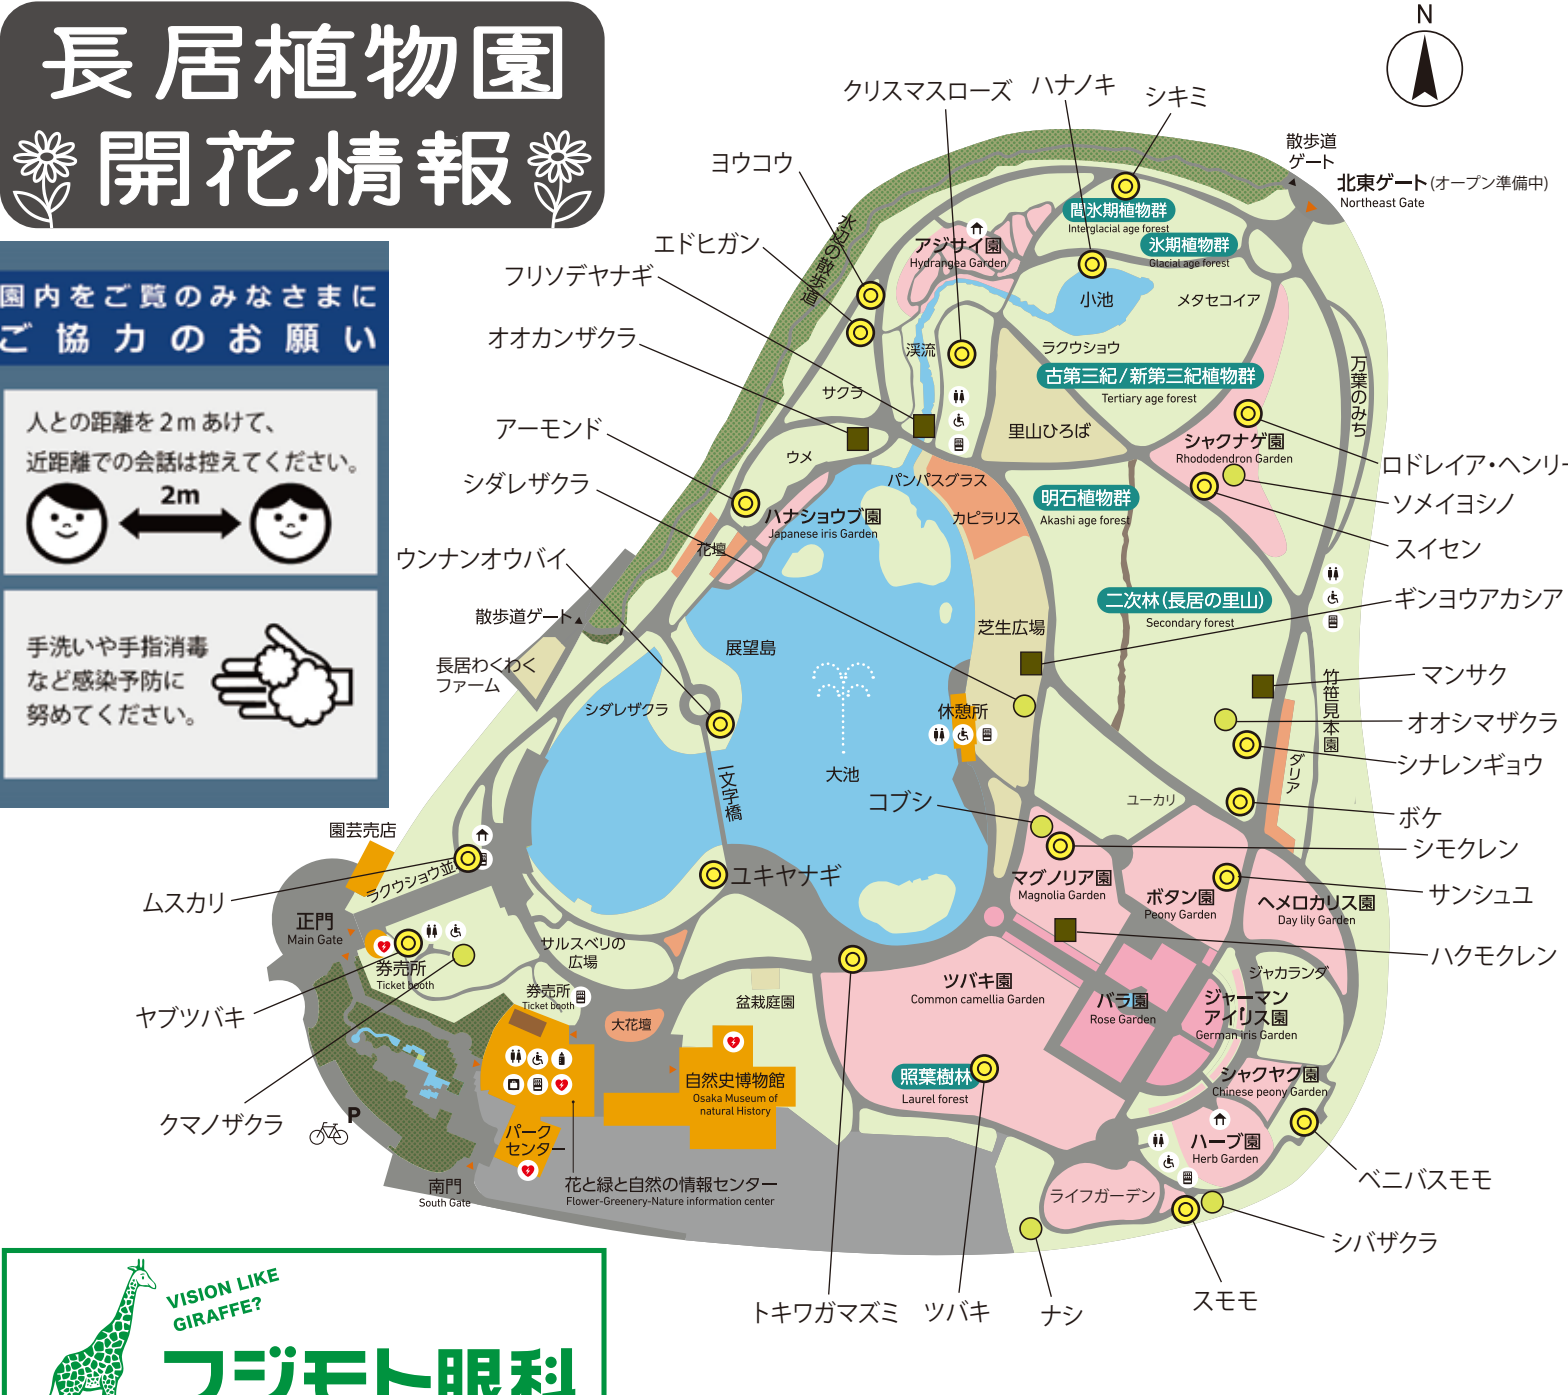 長居植物園
開花情報
園内をご覧のみなさまに
ご協力のお願い
人との距離を2mあけて、
近距離での会話は控えてください。
2m
手洗いや手指消毒
など感染予防に
努めてください。
N
クリスマスローズ
ハナノキ
シキミ
散歩道
ゲート
北東ゲート(オープン準備中)
Northeast Gate
ヨウコウ
エドヒガン
フリソデヤナギ
オオカンザクラ
アーモンド
シダレザクラ
ウンナンオウバイ
水辺の散歩道
間氷期植物群
Interglacial age forest
氷期植物群
Glacial age forest
アジサイ園
Hydrangea Garden
小池
メタセコイア
渓流
ラクウショウ
古第三紀/新第三紀植物群
Tertiary age forest
万葉のみち
サクラ
里山ひろば
シャクナゲ園
Rhododendron Garden
ロドレイア・ヘンリー
ソメイヨシノ
スイセン
ウメ
パンパスグラス
カピラリス
明石植物群
Akashi age forest
ハナショウブ園
Japanese iris Garden
花壇
二次林(長居の里山)
Secondary forest
ギンヨウアカシア
散歩道ゲート
芝生広場
展望島
長居わくわく
ファーム
シダレザクラ
休憩所
竹笹見本園
マンサク
オオシマザクラ
シナレンギョウ
ダリア
大池
一文字橋
コブシ
ユーカリ
ボケ
シモクレン
園芸売店
ラクウショウ並
ムスカリ
ユキヤナギ
マグノリア園
Magnolia Garden
ボタン園
Peony Garden
ヘメロカリス園
Day lily Garden
サンシュユ
ハクモクレン
正門
Main Gate
券売所
Ticket booth
サルスベリの
広場
券売所
Ticket booth
ヤブツバキ
クマノザクラ
大花壇
盆栽庭園
ツバキ園
Common camellia Garden
バラ園
Rose Garden
ジャカランダ
ジャーマン
アイリス園
German iris Garden
自然史博物館
Osaka Museum of
natural History
照葉樹林
Laurel forest
シャクヤク園
Chinese peony Garden
P
パーク
センター
ハーブ園
Herb Garden
ベニバスモモ
南門
South Gate
花と緑と自然の情報センター
Flower-Greenery-Nature information center
ライフガーデン
シバザクラ
トキワガマズミ
ツバキ
ナシ
スモモ
VISION LIKE
GIRAFFE?
フジモト眼科